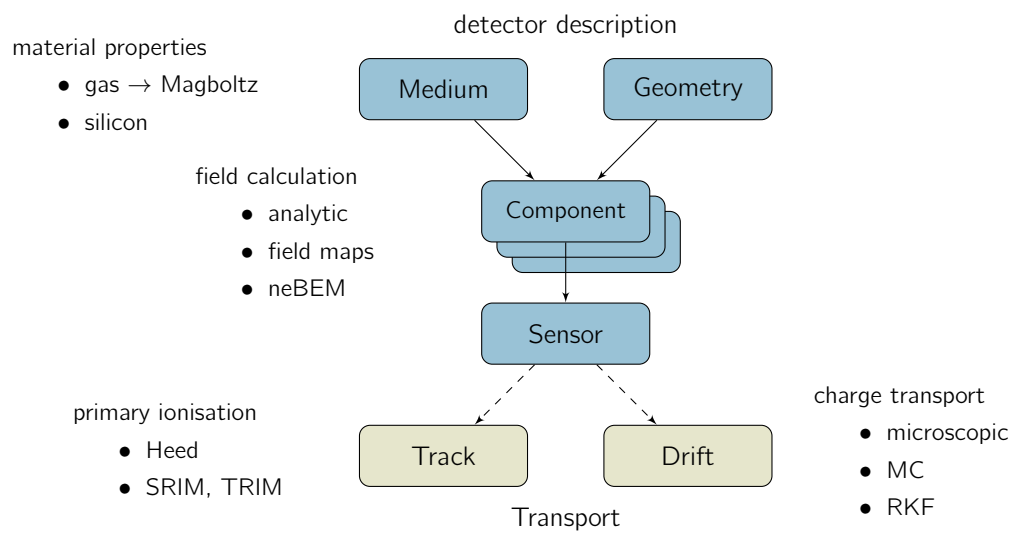 detector description
material properties
• gas → Magboltz
• silicon
Medium
Geometry
field calculation
• analytic
• field maps
• neBEM
Component
Sensor
primary ionisation
• Heed
• SRIM, TRIM
Track
Drift
charge transport
• microscopic
• MC
• RKF
Transport